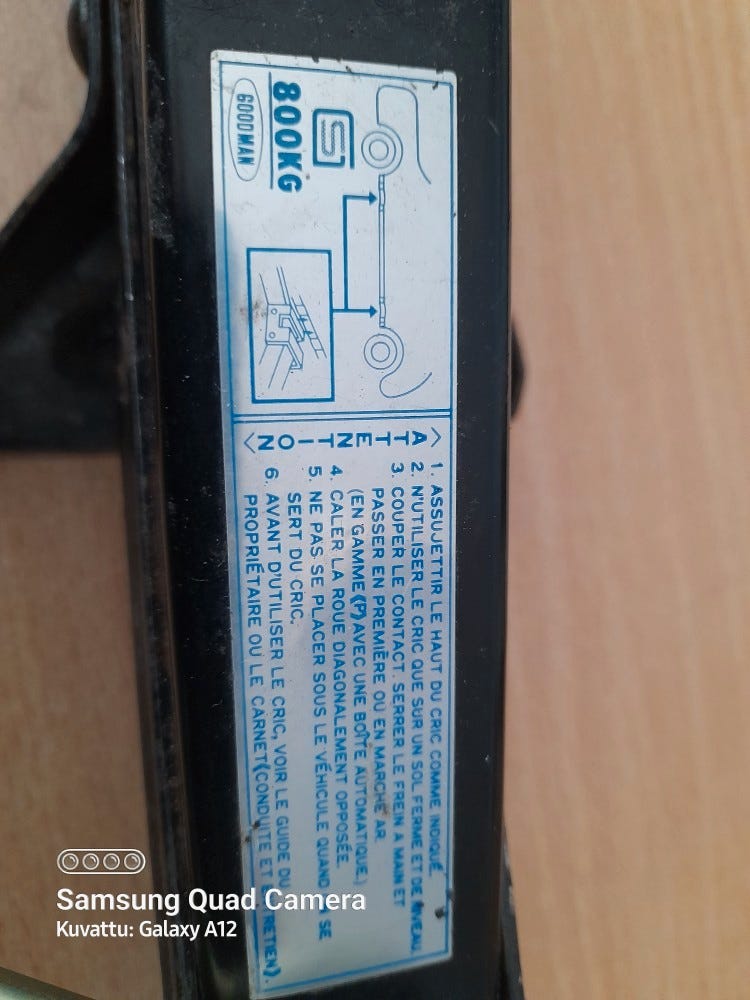 GOODMAN
800KG
S
< ATTENTION >
1. ASSUJETTIR LE HAUT DU CRIC COMME INDIQUÉ.
2. N'UTILISER LE CRIC QUE SUR UN SOL FERME ET DE NIVEAU.
3. COUPER LE CONTACT. SERRER LE FREIN A MAIN ET
PASSER EN PREMIÈRE OU EN MARCHE AR.
(EN GAMME《P》AVEC UNE BOÎTE AUTOMATIQUE.)
4. CALER LA ROUE DIAGONALEMENT OPPOSÉE.
5. NE PAS SE PLACER SOUS LE VÉHICULE QUAND SE
SERT DU CRIC.
6. AVANT D'UTILISER LE CRIC, VOIR LE GUIDE DU
PROPRIÉTAIRE OU LE CARNET《CONDUITE ET ENTRETIEN》.
Samsung Quad Camera
Kuvattu: Galaxy A12